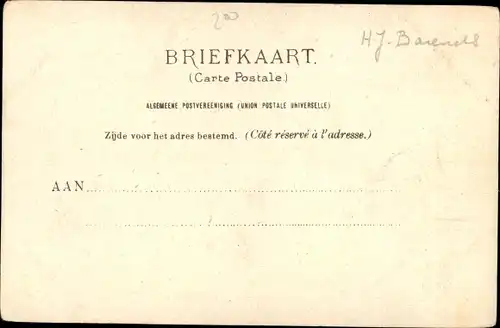 200
H J. Barends
BRIEFKAART.
(Carte Postale.)
ALGEMEENE POSTVEREENIGING (UNION POSTALE UNIVERSELLE)
Zijde voor het adres bestemd. (Côté réservé à l'adresse.)
AAN